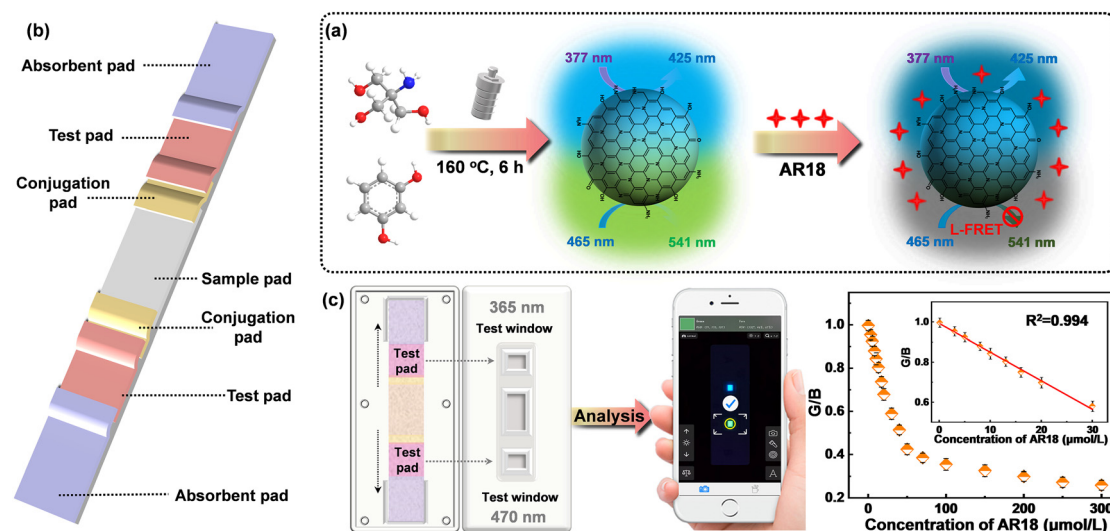 (b)
Absorbent pad
Test pad
Conjugation
pad
Sample pad
Conjugation
pad
Test pad
Absorbent pad
(a)
160 °C, 6 h
377 nm
425 nm
465 nm
541 nm
AR18
377 nm
425 nm
L-FRET
465 nm
541 nm
(c)
Test
pad
Test
pad
365 nm
Test window
Test window
470 nm
Analysis
G/B
1.0
0.8
0.6
0.4
0.2
0
50
100
150
200
250
300
Concentration of AR18 (μmol/L)
R²=0.994
G/B
1.0
0.8
0.6
0
10
20
30
Concentration of AR18 (μmol/L)